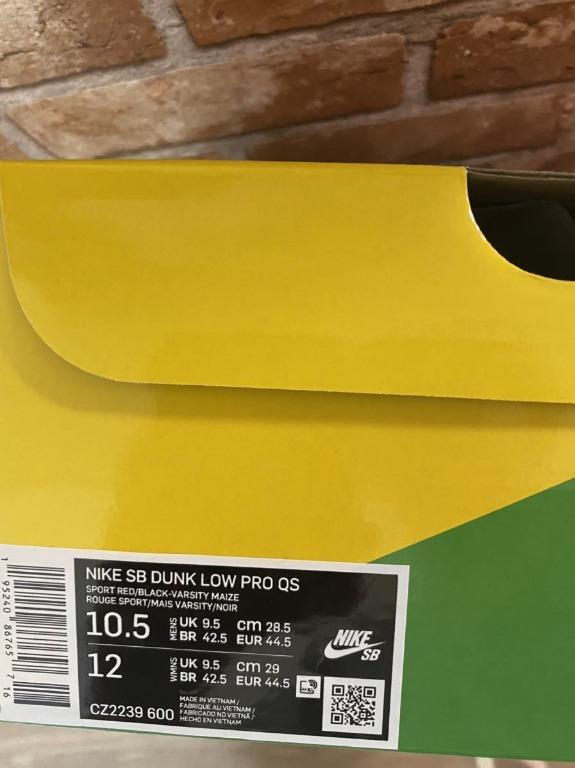 NIKE SB DUNK LOW PRO QS
SPORT RED/BLACK-VARSITY MAIZE
ROUGE SPORT/MAIS VARSITY/NOIR
10.5 MENS UK 9.5 cm 28.5
BR 42.5 EUR 44.5
12 WMNS UK 9.5 cm 29
BR 42.5 EUR 44.5
NIKE
SB
CZ2239 600
MADE IN VIETNAM/
FABRIQUE AU VIETNAM/
FABRICADO NO VIETNÃ/
HECHO EN VIETNAM
1 95240 86765 7 16